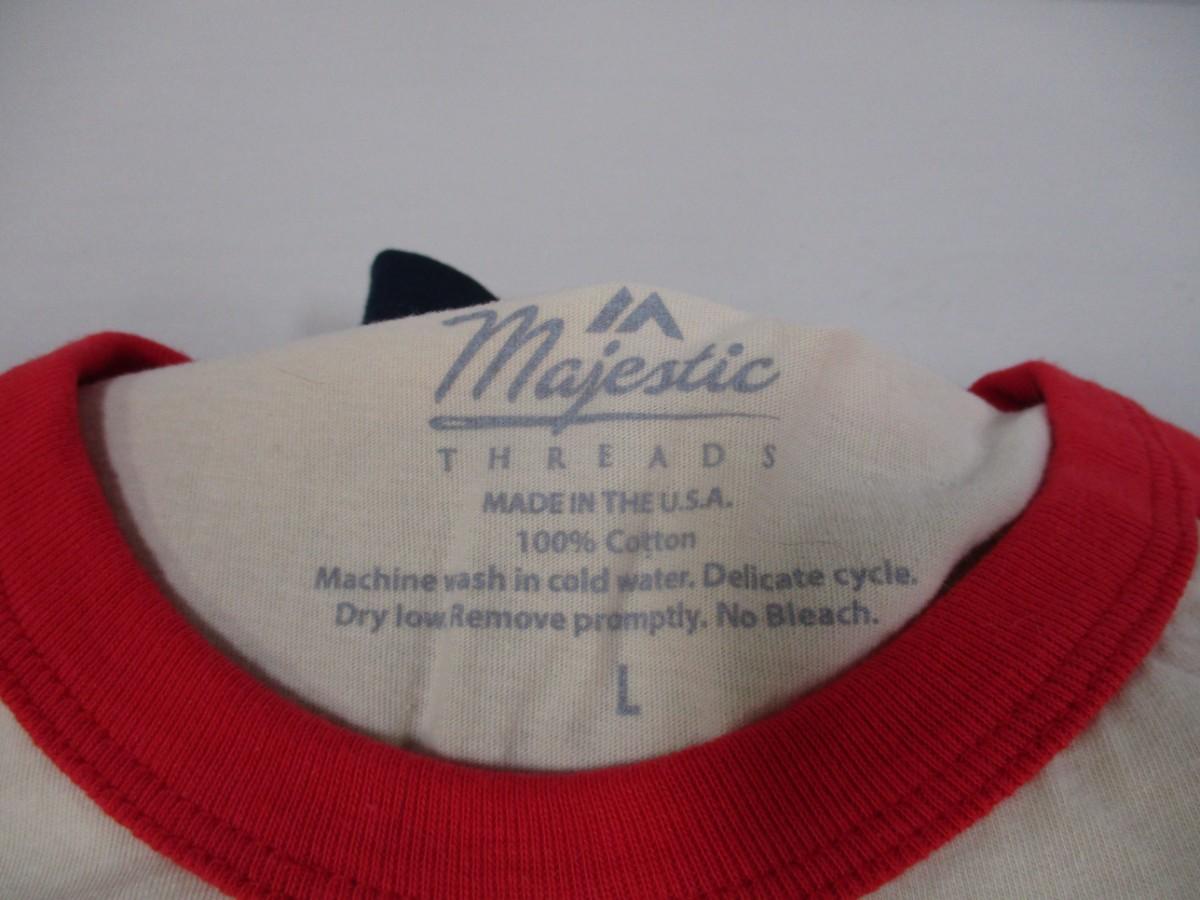 Majestic
THREADS
MADE IN THE U.S.A.
100% Cotton
Machine wash in cold water. Delicate cycle.
Dry low.Remove promptly. No Bleach.
L